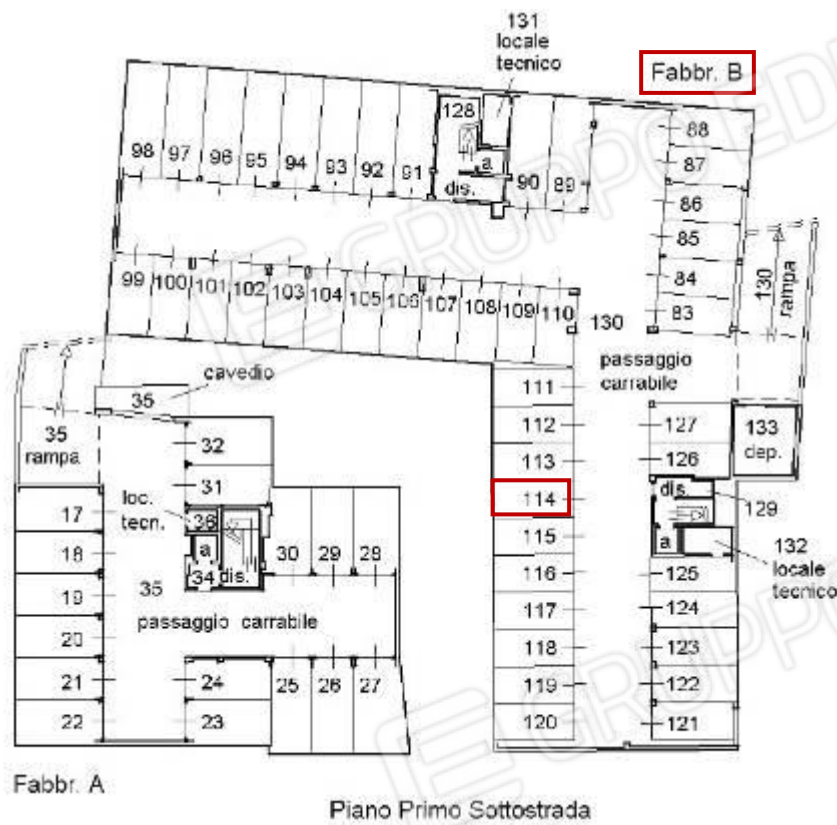 131
locale
tecnico
Fabbr. B
128
88
98 97 96 95 94 93 92 91
a
dis.
90 89
87
86
85
84
83
130
rampa
99 100 101 102 103 104 105 106 107 108 109 110
130
passaggio
carrabile
cavedio
35
35
rampa
32
31
loc.
tecn.
36
a
34 dis.
17
18
19
20
21
22
30 29 28
35
passaggio carrabile
24
23
25 26 27
111
112
113
114
115
116
117
118
119
120
127
126
133
dep.
dis.
129
a
132
locale
tecnico
125
124
123
122
121
Fabbr. A
Piano Primo Sottostrada
GRUPPO EDI
GRUPPO